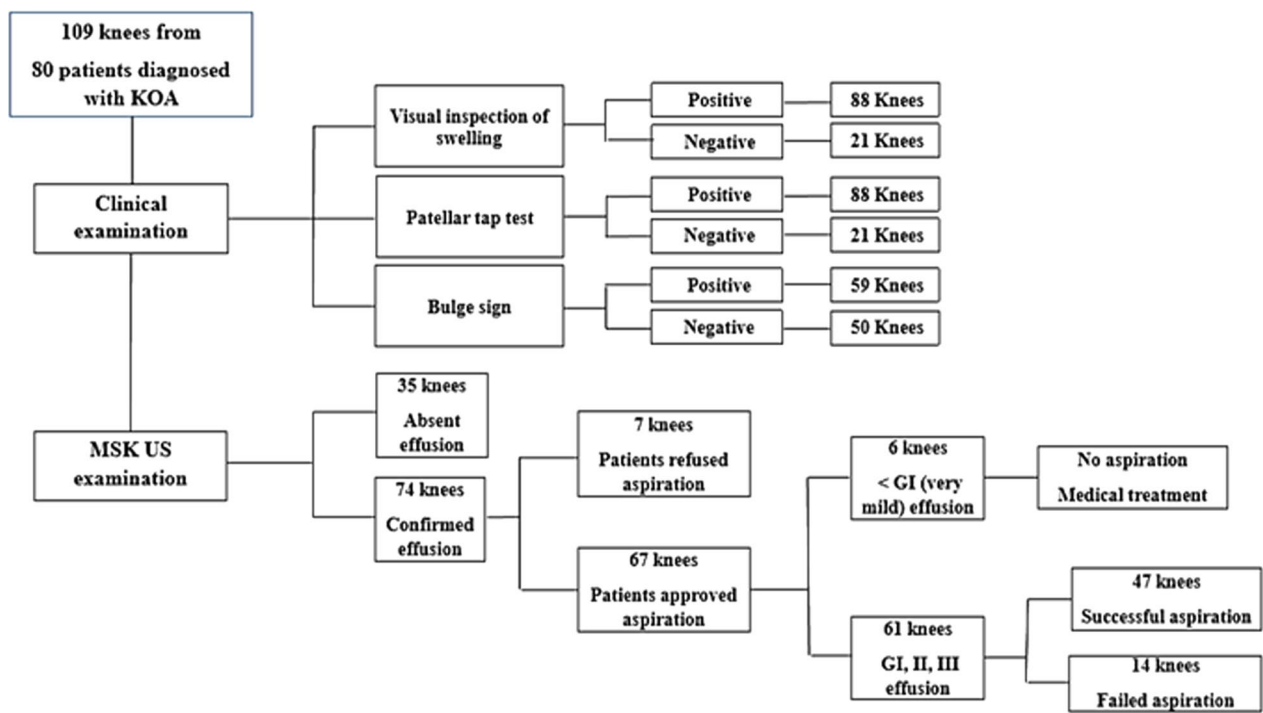 109 knees from
80 patients diagnosed
with KOA
Clinical
examination
Visual inspection of
swelling
Positive
88 Knees
Negative
21 Knees
Patellar tap test
Positive
88 Knees
Negative
21 Knees
Bulge sign
Positive
59 Knees
Negative
50 Knees
MSK US
examination
35 knees
Absent
effusion
74 knees
Confirmed
effusion
7 knees
Patients refused
aspiration
67 knees
Patients approved
aspiration
6 knees
< GI (very
mild) effusion
No aspiration
Medical treatment
61 knees
GI, II, III
effusion
47 knees
Successful aspiration
14 knees
Failed aspiration